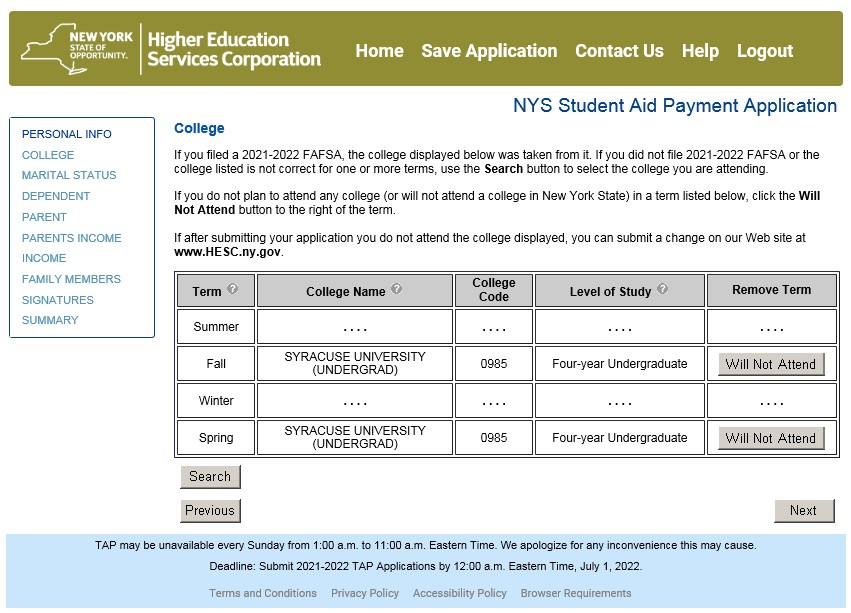 NEW YORK
STATE OF
OPPORTUNITY.
Higher Education
Services Corporation
Home Save Application Contact Us Help Logout
NYS Student Aid Payment Application
PERSONAL INFO
COLLEGE
MARITAL STATUS
DEPENDENT
PARENT
PARENTS INCOME
INCOME
FAMILY MEMBERS
SIGNATURES
SUMMARY
College
If you filed a 2021-2022 FAFSA, the college displayed below was taken from it. If you did not file 2021-2022 FAFSA or the
college listed is not correct for one or more terms, use the Search button to select the college you are attending.
If you do not plan to attend any college (or will not attend a college in New York State) in a term listed below, click the Will
Not Attend button to the right of the term.
If after submitting your application you do not attend the college displayed, you can submit a change on our Web site at
www.HESC.ny.gov.
Term ? College Name ? College Code Level of Study ? Remove Term
Summer .... .... .... ....
Fall SYRACUSE UNIVERSITY (UNDERGRAD) 0985 Four-year Undergraduate Will Not Attend
Winter .... .... .... ....
Spring SYRACUSE UNIVERSITY (UNDERGRAD) 0985 Four-year Undergraduate Will Not Attend
Search
Previous Next
TAP may be unavailable every Sunday from 1:00 a.m. to 11:00 a.m. Eastern Time. We apologize for any inconvenience this may cause.
Deadline: Submit 2021-2022 TAP Applications by 12:00 a.m. Eastern Time, July 1, 2022.
Terms and Conditions Privacy Policy Accessibility Policy Browser Requirements